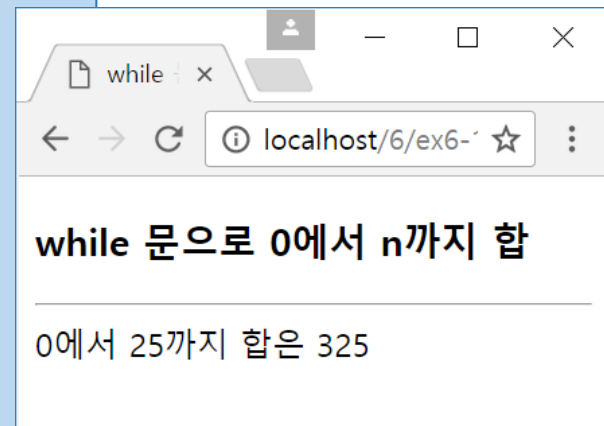 while
localhost/6/ex6-
while 문으로 0에서 n까지 합
0에서 25까지 합은 325